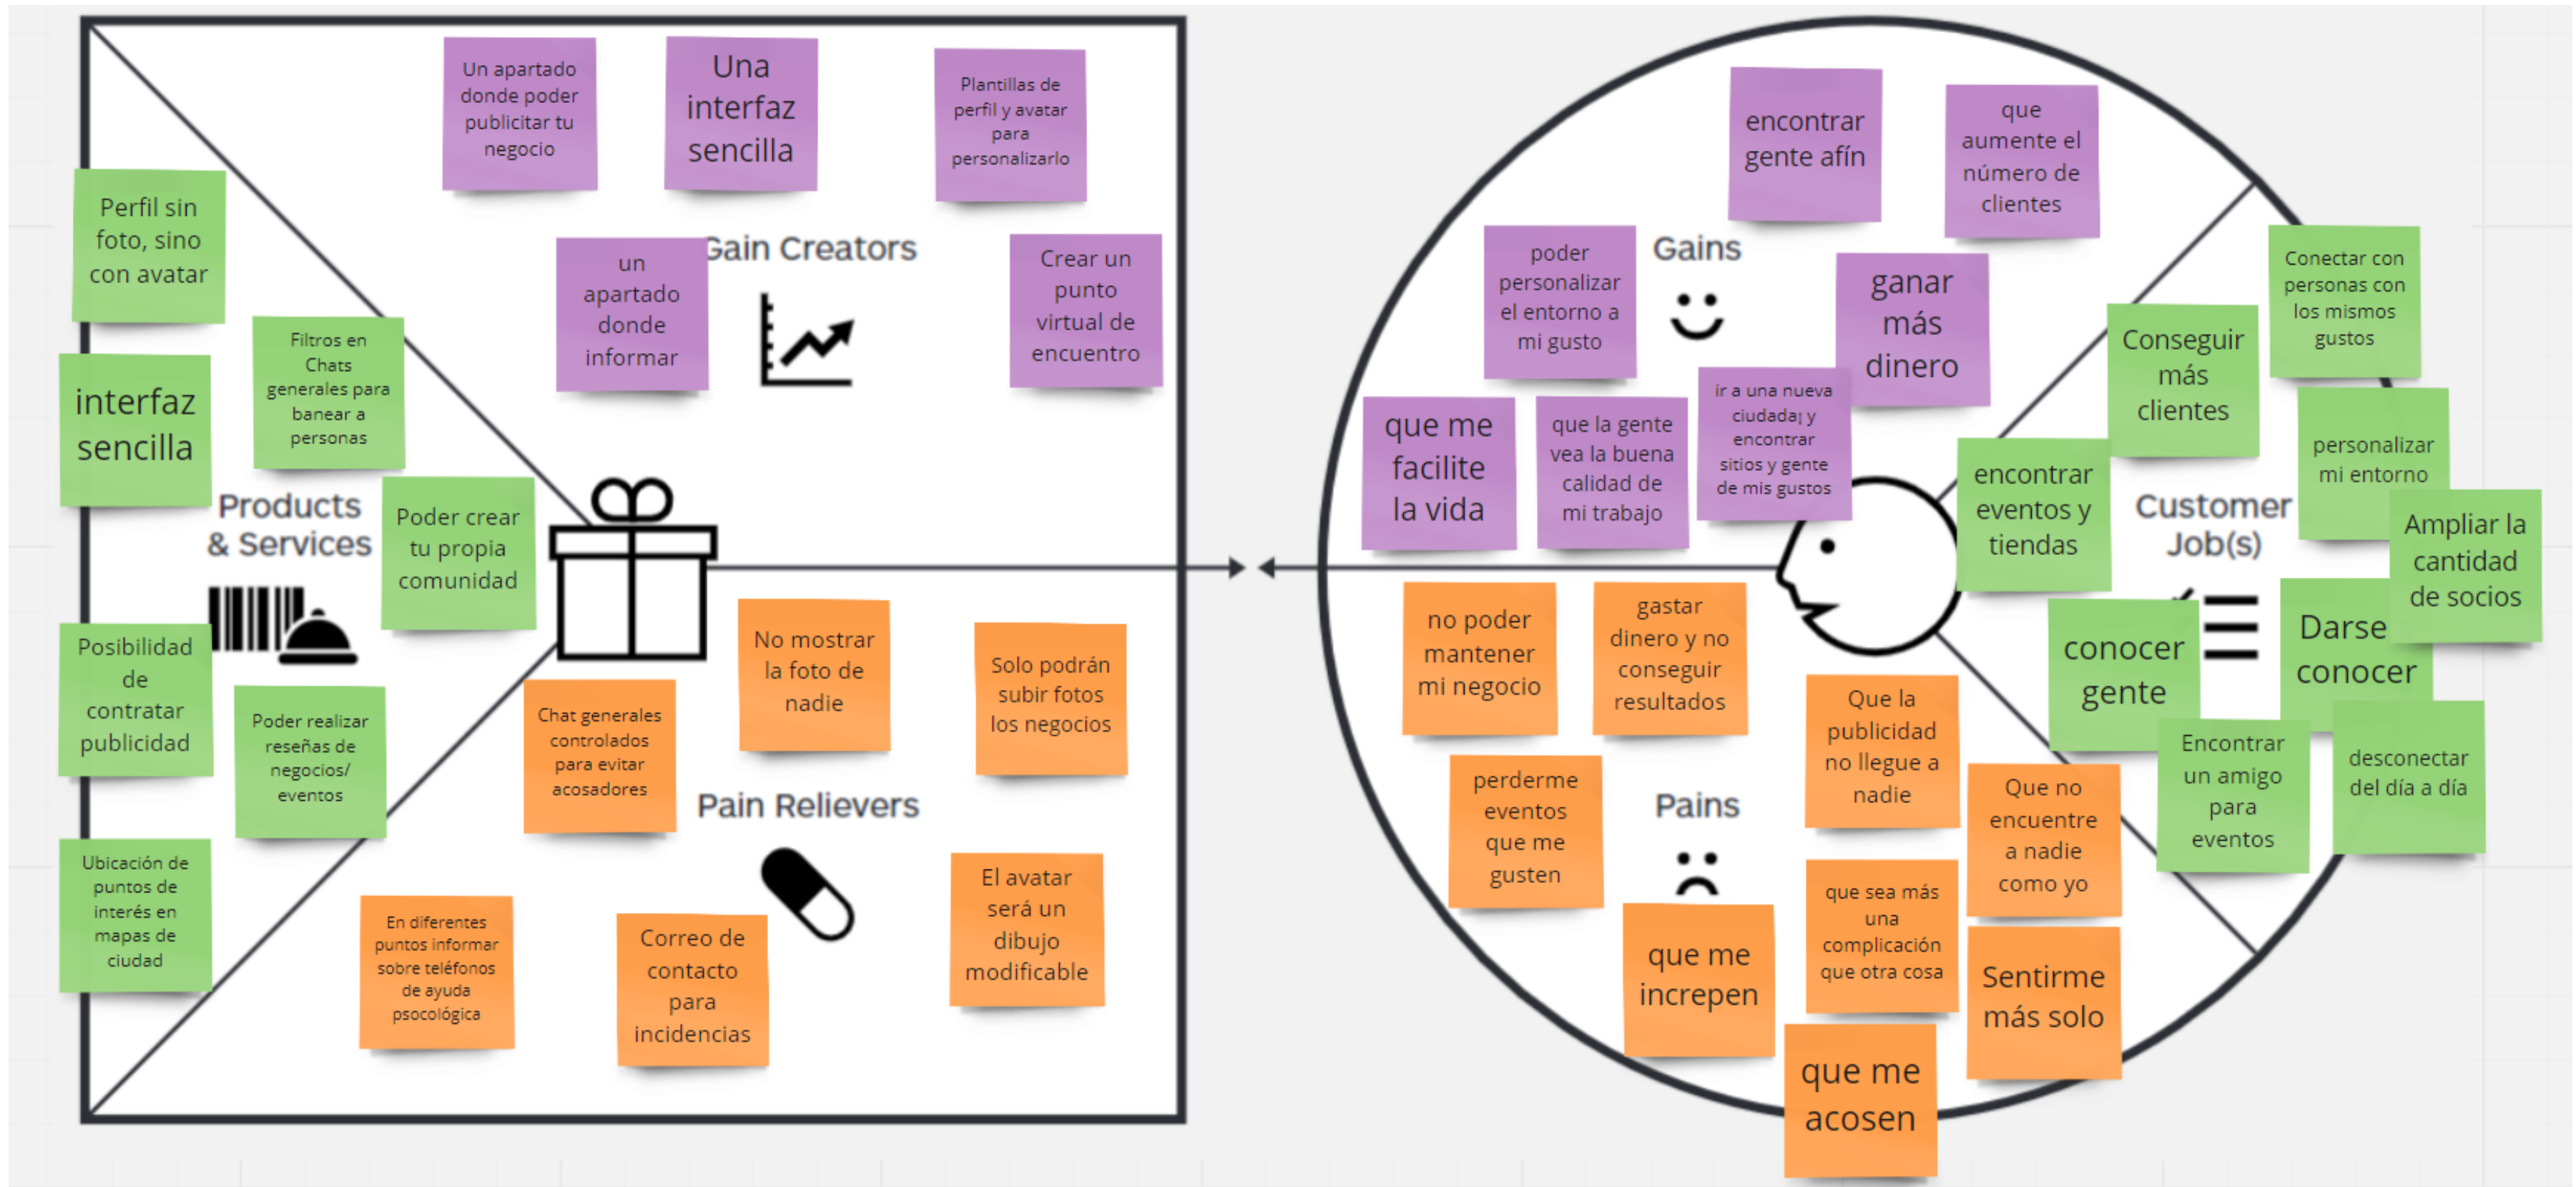 Un apartado
donde poder
publicitar tu
negocio
Una
interfaz
sencilla
Plantillas de
perfil y avatar
para
personalizarlo
un
apartado
donde
informar
Gain Creators
Crear un
punto
virtual de
encuentro
Perfil sin
foto, sino
con avatar
Filtros en
Chats
generales para
banear a
personas
interfaz
sencilla
Products
& Services
Poder crear
tu propia
comunidad
Posibilidad
de
contratar
publicidad
Poder realizar
reseñas de
negocios/
eventos
Ubicación de
puntos de
interés en
mapas de
ciudad
No mostrar
la foto de
nadie
Solo podrán
subir fotos
los negocios
Chat generales
controlados
para evitar
acosadores
Pain Relievers
En diferentes
puntos informar
sobre teléfonos
de ayuda
psocológica
Correo de
contacto
para
incidencias
El avatar
será un
dibujo
modificable
encontrar
gente afín
que
aumente el
número de
clientes
poder
personalizar
el entorno a
mi gusto
Gains
ganar
más
dinero
que me
facilite
la vida
que la gente
vea la buena
calidad de
mi trabajo
ir a una nueva
ciudada¡ y
encontrar
sitios y gente
de mis gustos
Conectar con
personas con
los mismos
gustos
Conseguir
más
clientes
personalizar
mi entorno
encontrar
eventos y
tiendas
Customer
Job(s)
Ampliar la
cantidad
de socios
conocer
gente
Darse
conocer
Encontrar
un amigo
para
eventos
desconectar
del día a día
no poder
mantener
mi negocio
gastar
dinero y no
conseguir
resultados
Que la
publicidad
no llegue a
nadie
perderme
eventos
que me
gusten
Pains
Que no
encuentre
a nadie
como yo
que me
increpen
que sea más
una
complicación
que otra cosa
Sentirme
más solo
que me
acosen